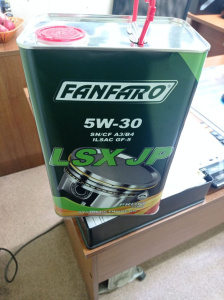 FANFARO
5W-30
SN/CF A3/B4
ILSAC GF-5
LSX JP